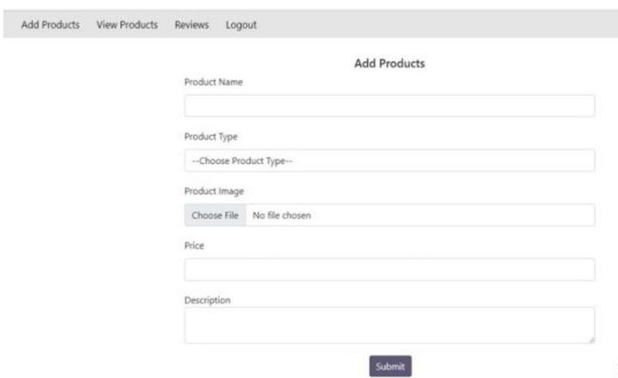 Add Products View Products Reviews Logout
Add Products
Product Name
Product Type
--Choose Product Type--
Product Image
Choose File No file chosen
Price
Description
Submit